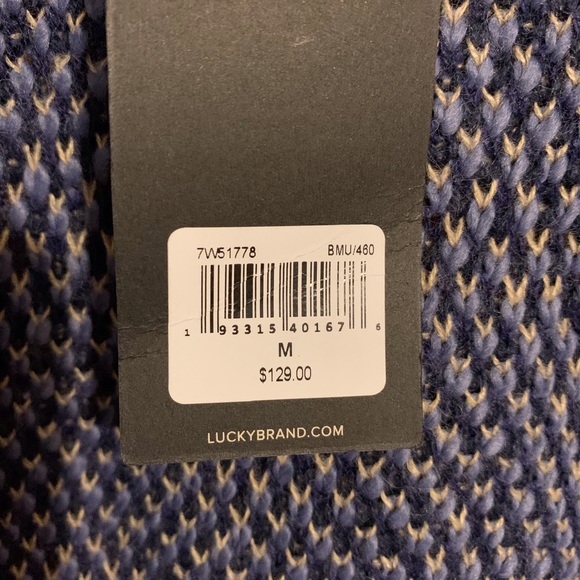 7W51778 BMU/460
1 93315 40167 6
M
$129.00
LUCKYBRAND.COM